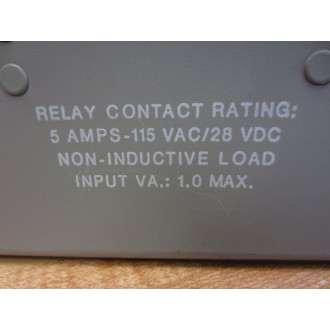 RELAY CONTACT RATING:
5 AMPS-115 VAC/28 VDC
NON-INDUCTIVE LOAD
INPUT VA.: 1.0 MAX.